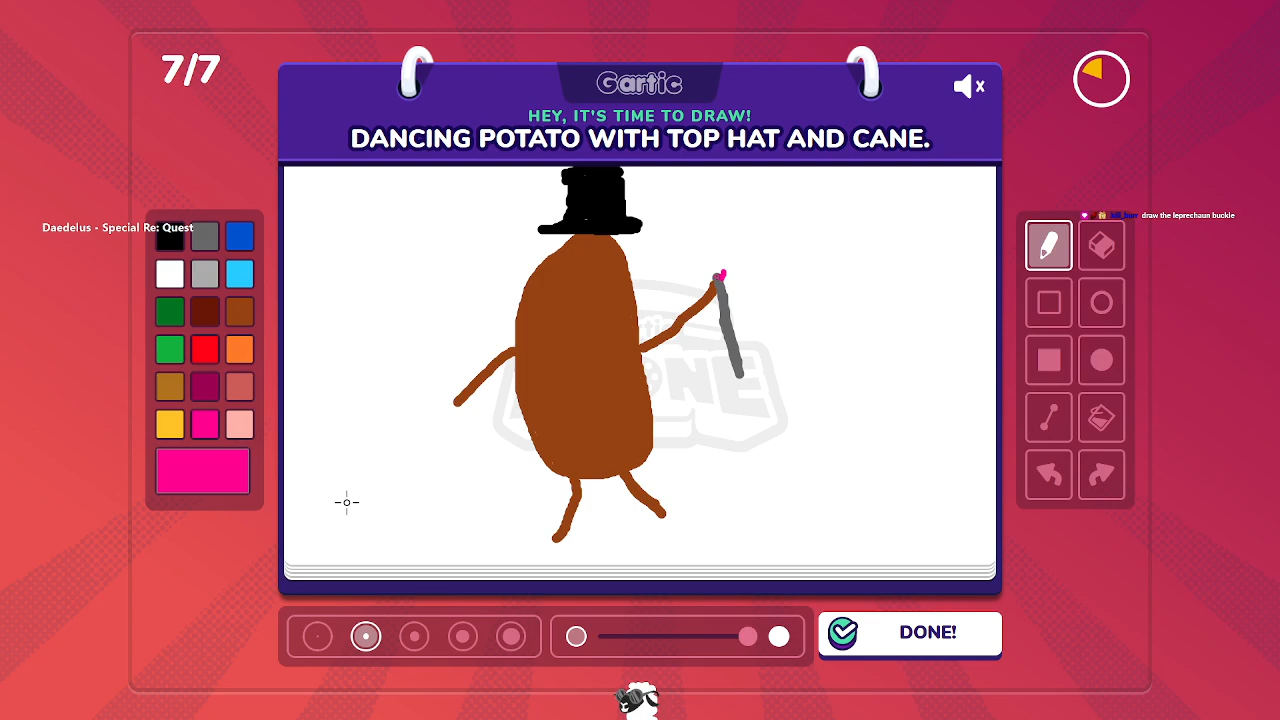 7/7
Gartic
HEY, IT'S TIME TO DRAW!
DANCING POTATO WITH TOP HAT AND CANE.
Daedelus - Special Re: Quest
draw the leprechaun buckle
DONE!